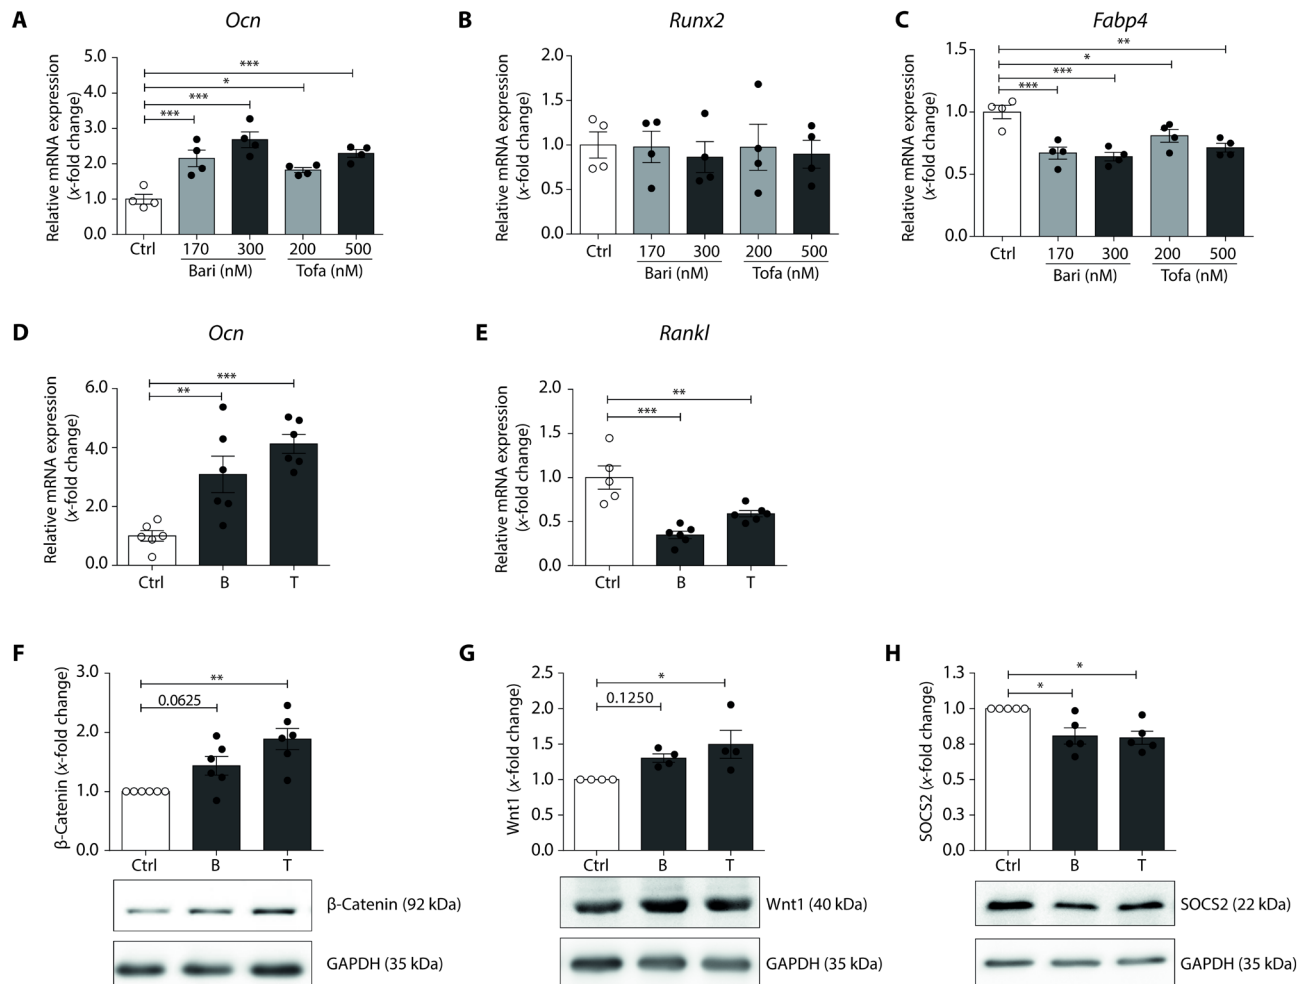 A
Ocn
Relative mRNA expression
(x-fold change)
5.0
4.0
3.0
2.0
1.0
0.0
***
*
***
***
Ctrl
170
300
200
500
Bari (nM)
Tofa (nM)
B
Runx2
Relative mRNA expression
(x-fold change)
2.0
1.5
1.0
0.5
0.0
Ctrl
170
300
200
500
Bari (nM)
Tofa (nM)
C
Fabp4
Relative mRNA expression
(x-fold change)
1.5
1.0
0.5
0.0
**
*
***
***
Ctrl
170
300
200
500
Bari (nM)
Tofa (nM)
D
Ocn
Relative mRNA expression
(x-fold change)
6.0
4.0
2.0
0.0
***
**
Ctrl
B
T
E
Rankl
Relative mRNA expression
(x-fold change)
2.0
1.5
1.0
0.5
0.0
**
***
Ctrl
B
T
F
β-Catenin (x-fold change)
3.0
2.0
1.0
0.0
**
0.0625
Ctrl
B
T
β-Catenin (92 kDa)
GAPDH (35 kDa)
G
Wnt1 (x-fold change)
2.5
2.0
1.5
1.0
0.5
0.0
*
0.1250
Ctrl
B
T
Wnt1 (40 kDa)
GAPDH (35 kDa)
H
SOCS2 (x-fold change)
1.3
1.0
0.8
0.5
0.3
0.0
*
*
Ctrl
B
T
SOCS2 (22 kDa)
GAPDH (35 kDa)